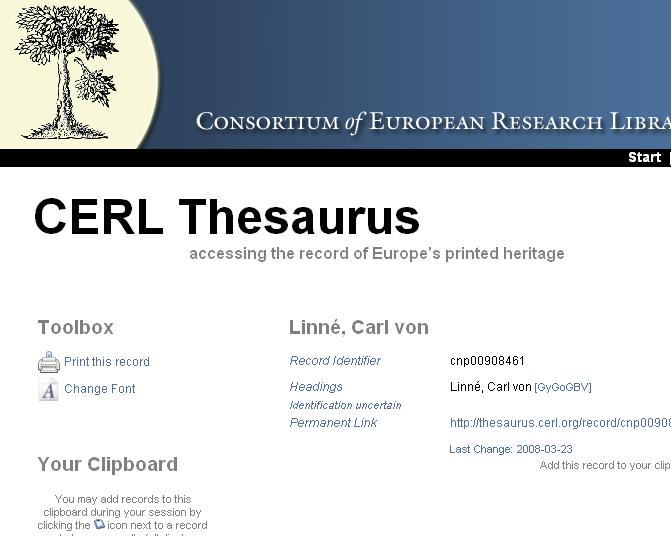 CONSORTIUM of EUROPEAN RESEARCH LIBRA
Start
CERL Thesaurus
accessing the record of Europe's printed heritage
Toolbox
Print this record
Change Font
Linné, Carl von
Record Identifier cnp00908461
Headings Linné, Carl von [GyGoGBV]
Identification uncertain
Permanent Link http://thesaurus.cerl.org/record/cnp00908
Last Change: 2008-03-23
Add this record to your clip
Your Clipboard
You may add records to this
clipboard during your session by
clicking the icon next to a record